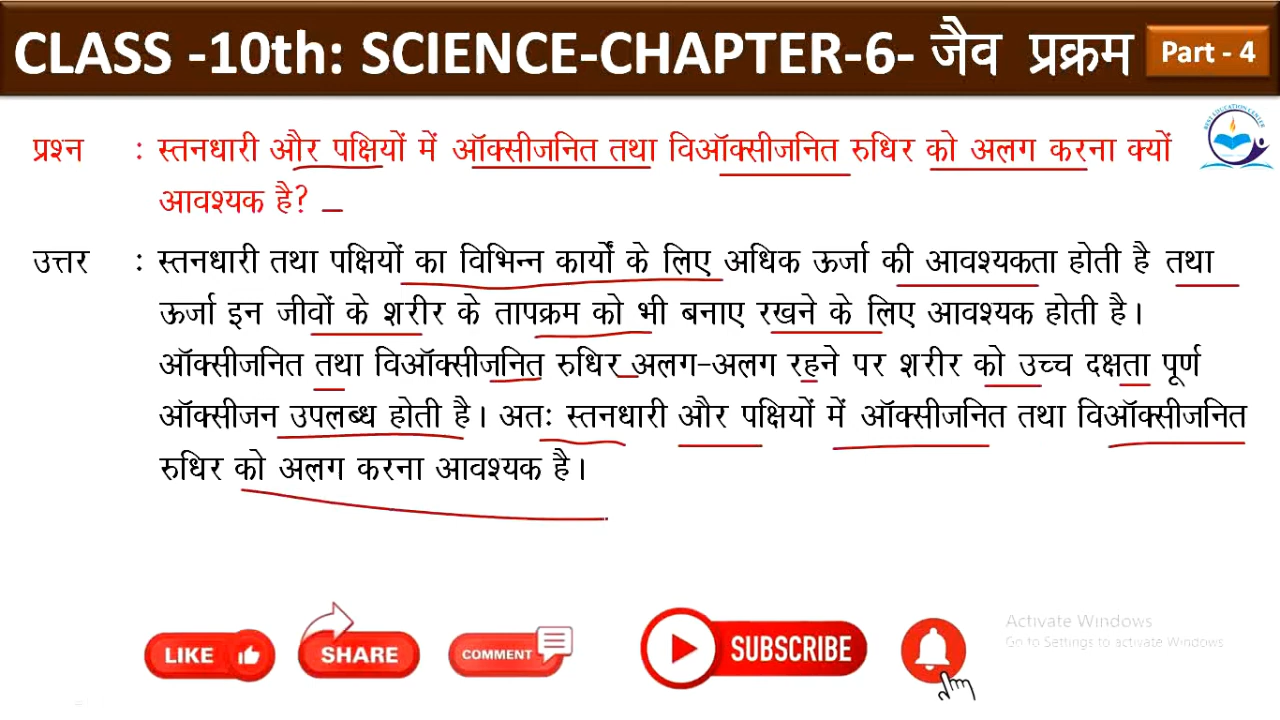 CLASS -10th: SCIENCE-CHAPTER-6- जैव प्रक्रम Part - 4
BEST EDUCATION CENTER
प्रश्न : स्तनधारी और पक्षियों में ऑक्सीजनित तथा विऑक्सीजनित रुधिर को अलग करना क्यों
आवश्यक है?
उत्तर : स्तनधारी तथा पक्षियों का विभिन्न कार्यों के लिए अधिक ऊर्जा की आवश्यकता होती है तथा
ऊर्जा इन जीवों के शरीर के तापक्रम को भी बनाए रखने के लिए आवश्यक होती है।
ऑक्सीजनित तथा विऑक्सीजनित रुधिर अलग-अलग रहने पर शरीर को उच्च दक्षता पूर्ण
ऑक्सीजन उपलब्ध होती है। अतः स्तनधारी और पक्षियों में ऑक्सीजनित तथा विऑक्सीजनित
रुधिर को अलग करना आवश्यक है।
Activate Windows
Go to Settings to activate Windows
LIKE SHARE COMMENT SUBSCRIBE